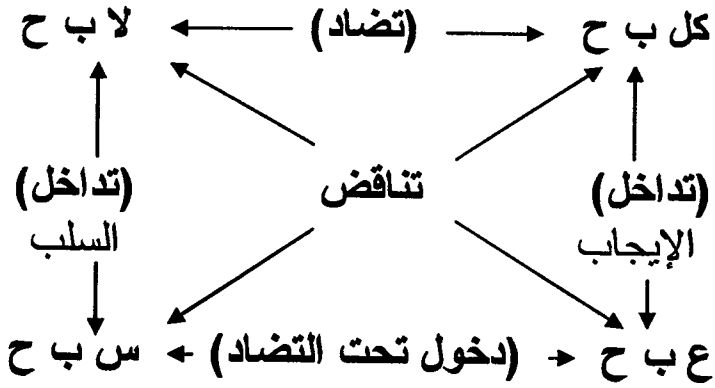 كل ب ح (تضاد) لا ب ح
تناقض
(تداخل) (تداخل)
الإيجاب السلب
ع ب ح (دخول تحت التضاد) س ب ح